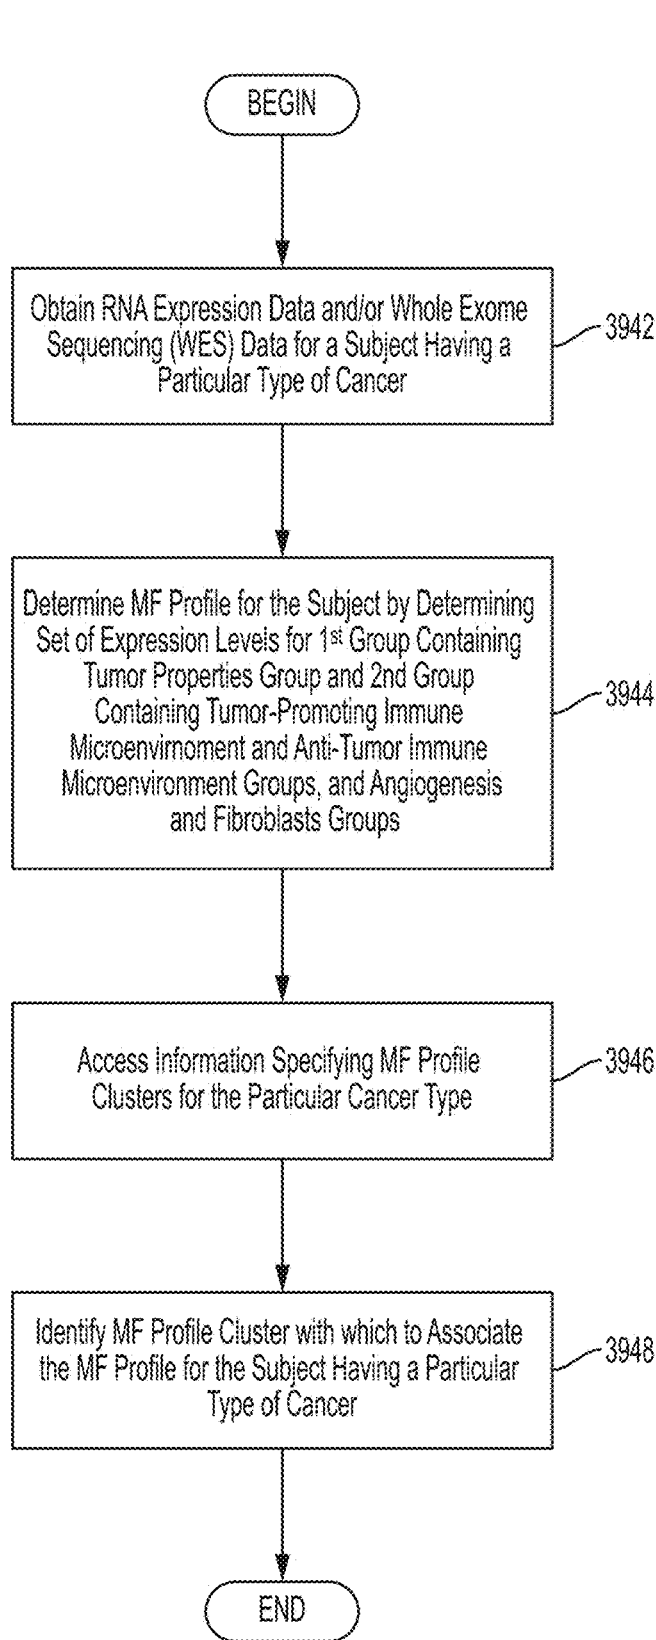 BEGIN
Obtain RNA Expression Data and/or Whole Exome
Sequencing (WES) Data for a Subject Having a
Particular Type of Cancer
3942
Determine MF Profile for the Subject by Determining
Set of Expression Levels for 1st Group Containing
Tumor Properties Group and 2nd Group
Containing Tumor-Promoting Immune
Microenvirnoment and Anti-Tumor Immune
Microenvironment Groups, and Angiogenesis
and Fibroblasts Groups
3944
Access Information Specifying MF Profile
Clusters for the Particular Cancer Type
3946
Identify MF Profile Cluster with which to Associate
the MF Profile for the Subject Having a Particular
Type of Cancer
3948
END